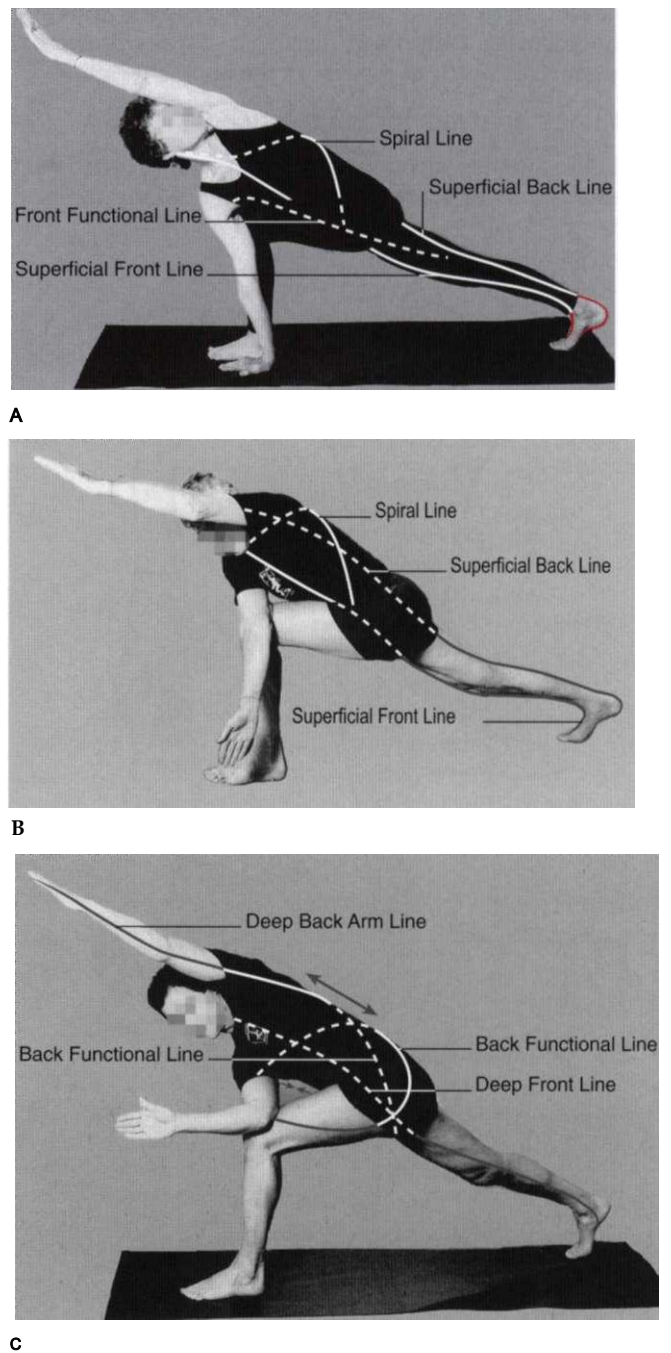 Spiral Line
Superficial Back Line
Front Functional Line
Superficial Front Line
A
Spiral Line
Superficial Back Line
Superficial Front Line
B
Deep Back Arm Line
Back Functional Line
Back Functional Line
Deep Front Line
C